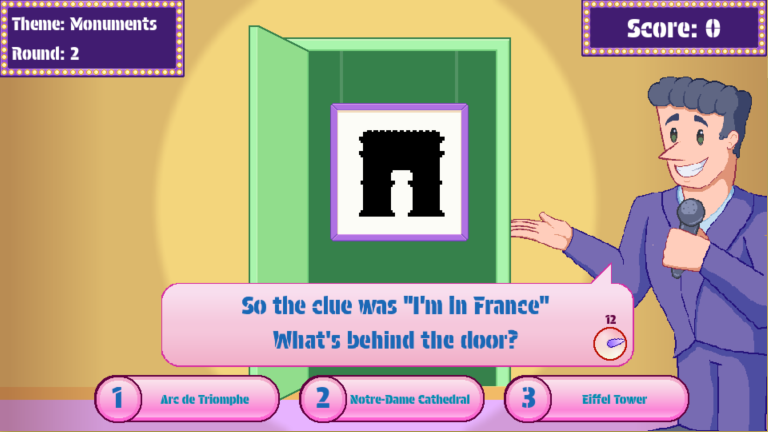 Theme: Monuments
Round: 2
Score: 0
So the clue was "I'm In France"
What's behind the door?
12
1 Arc de Triomphe
2 Notre-Dame Cathedral
3 Eiffel Tower